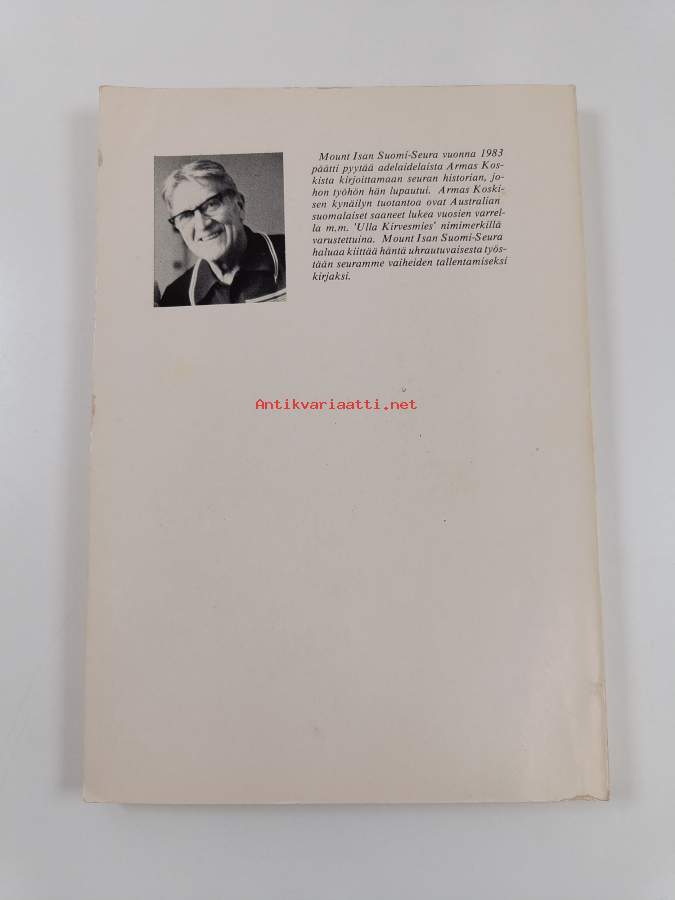 Mount Isan Suomi-Seura vuonna 1983
päätti pyytää adelaidelaista Armas Kos-
kista kirjoittamaan seuran historian, jo-
hon työhön hän lupautui. Armas Koski-
sen kynäilyn tuotantoa ovat Australian
suomalaiset saaneet lukea vuosien varrel-
la m.m. 'Ulla Kirvesmies' nimimerkillä
varustettuina. Mount Isan Suomi-Seura
haluaa kiittää häntä uhrautuvaisesta työs-
tään seuramme vaiheiden tallentamiseksi
kirjaksi.
Antikvariaatti.net